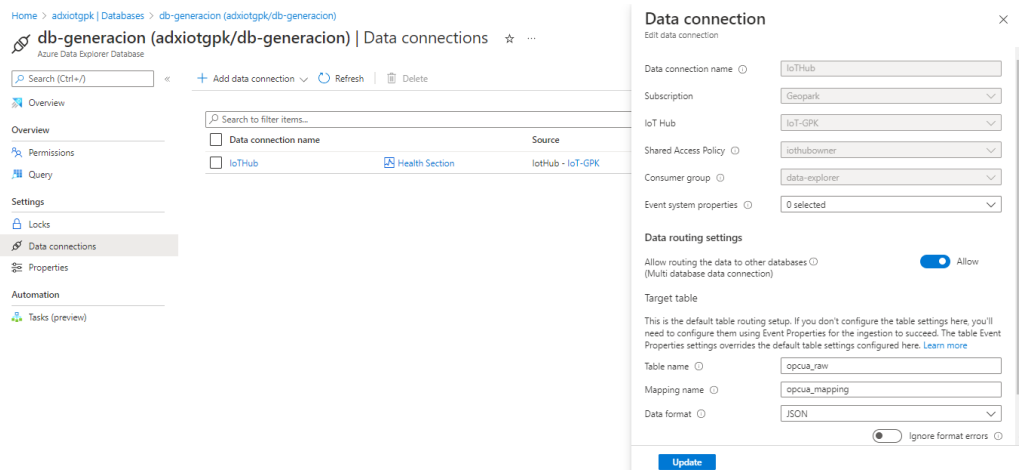 Home > adxiotgpk | Databases > db-generacion (adxiotgpk/db-generacion)
db-generacion (adxiotgpk/db-generacion) | Data connections
Azure Data Explorer Database
Search (Ctrl+/)
Overview
Overview
Permissions
Query
Settings
Locks
Data connections
Properties
Automation
Tasks (preview)
Add data connection
Refresh
Delete
Search to filter items...
Data connection name
Source
IoTHub
Health Section
IotHub - IoT-GPK
Data connection
Edit data connection
Data connection name
IoTHub
Subscription
Geopark
IoT Hub
IoT-GPK
Shared Access Policy
iothubowner
Consumer group
data-explorer
Event system properties
0 selected
Data routing settings
Allow routing the data to other databases
(Multi database data connection)
Allow
Target table
This is the default table routing setup. If you don't configure the table settings here, you'll
need to configure them using Event Properties for the ingestion to succeed. The table Event
Properties settings overrides the default table settings configured here. Learn more
Table name
opcua_raw
Mapping name
opcua_mapping
Data format
JSON
Ignore format errors
Update